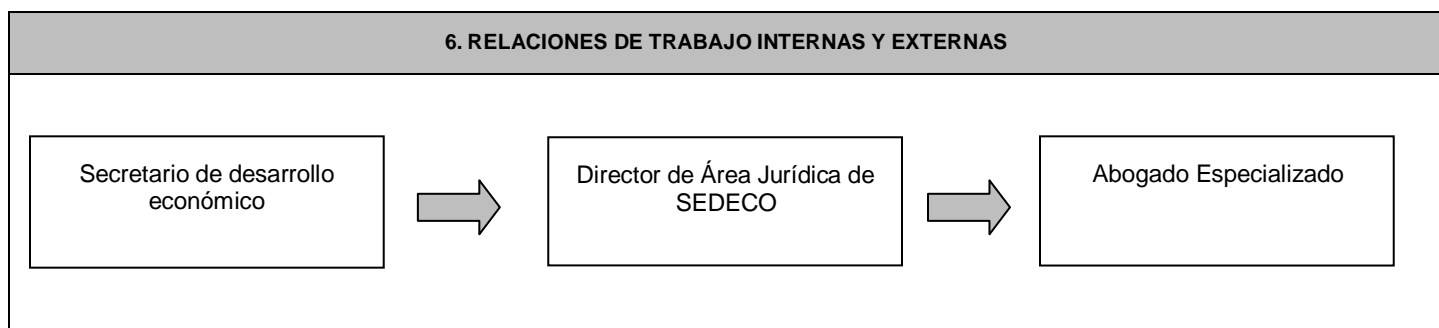 6. RELACIONES DE TRABAJO INTERNAS Y EXTERNAS
Secretario de desarrollo
económico
Director de Área Jurídica de
SEDECO
Abogado Especializado